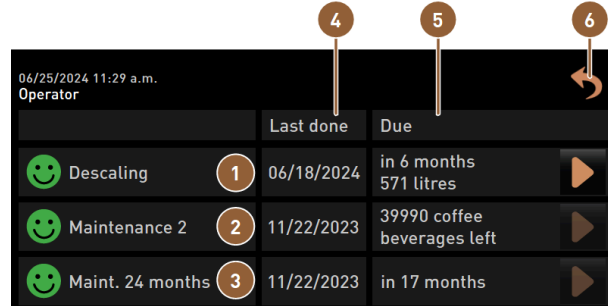 4 5 6
06/25/2024 11:29 a.m.
Operator
Last done Due
Descaling 1 06/18/2024 in 6 months
571 litres
Maintenance 2 2 11/22/2023 39990 coffee
beverages left
Maint. 24 months 3 11/22/2023 in 17 months